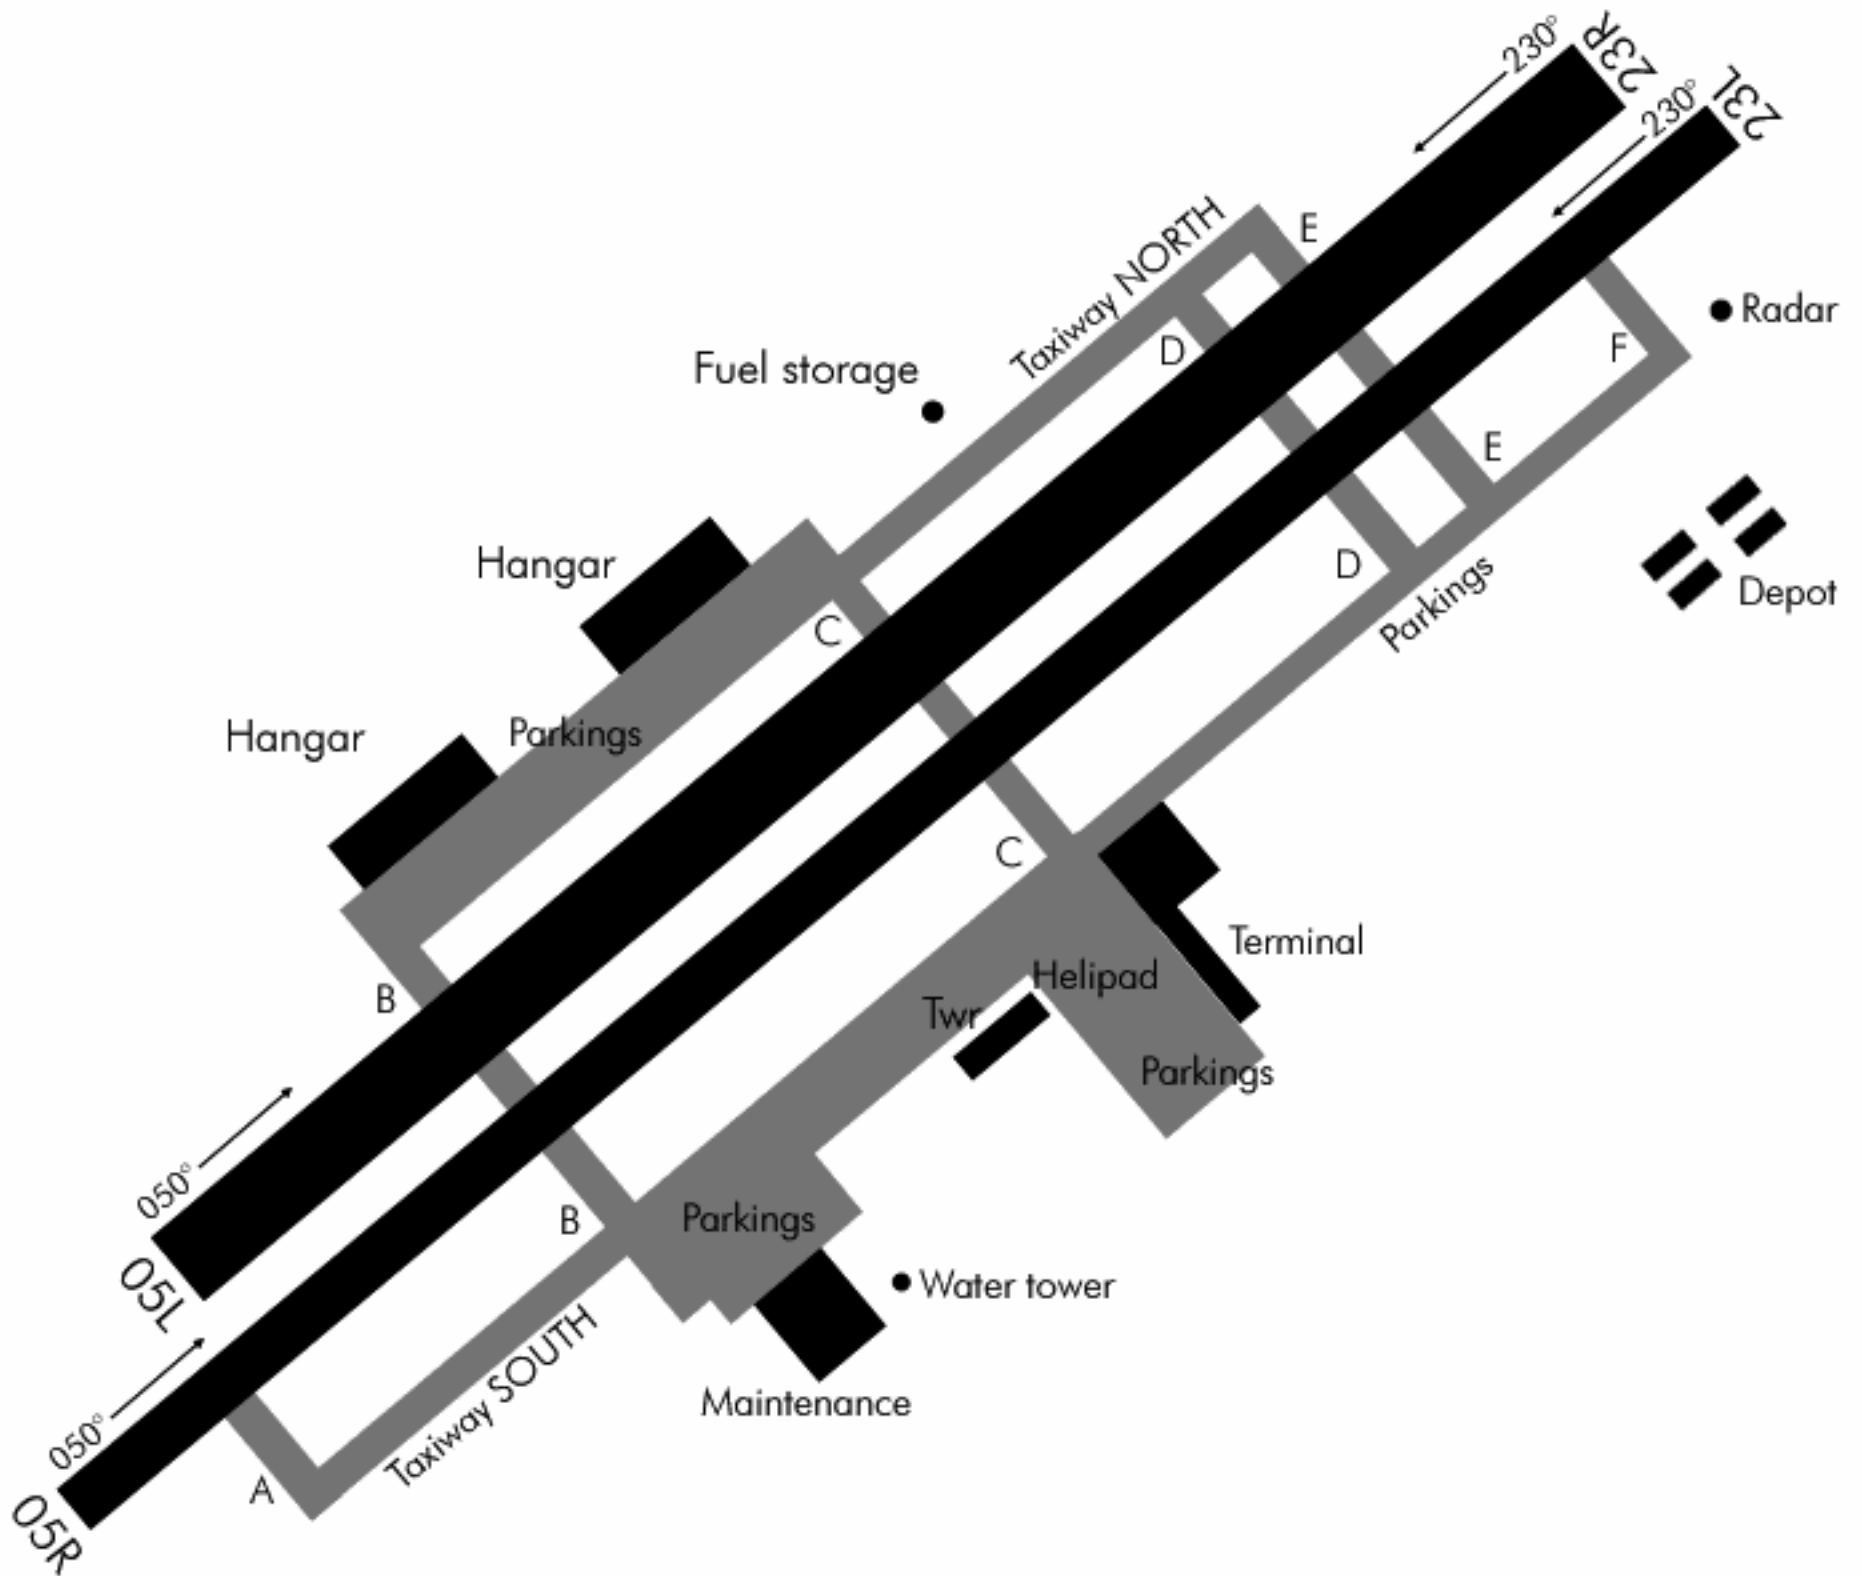 230°
23R
230°
23L
E
Taxiway NORTH
Radar
D
F
Fuel storage
E
Hangar
D
Parkings
Depot
C
Hangar
Parkings
C
Terminal
Helipad
B
Twr
Parkings
050°
B
Parkings
05L
Water tower
Taxiway SOUTH
Maintenance
050°
A
05R